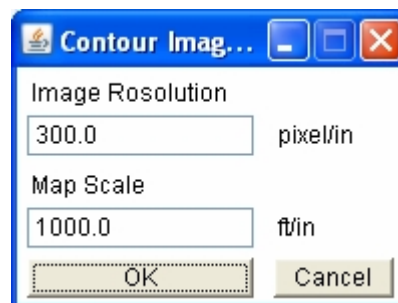 Contour Imag...
Image Rosolution
300.0 pixel/in
Map Scale
1000.0 ft/in
OK Cancel